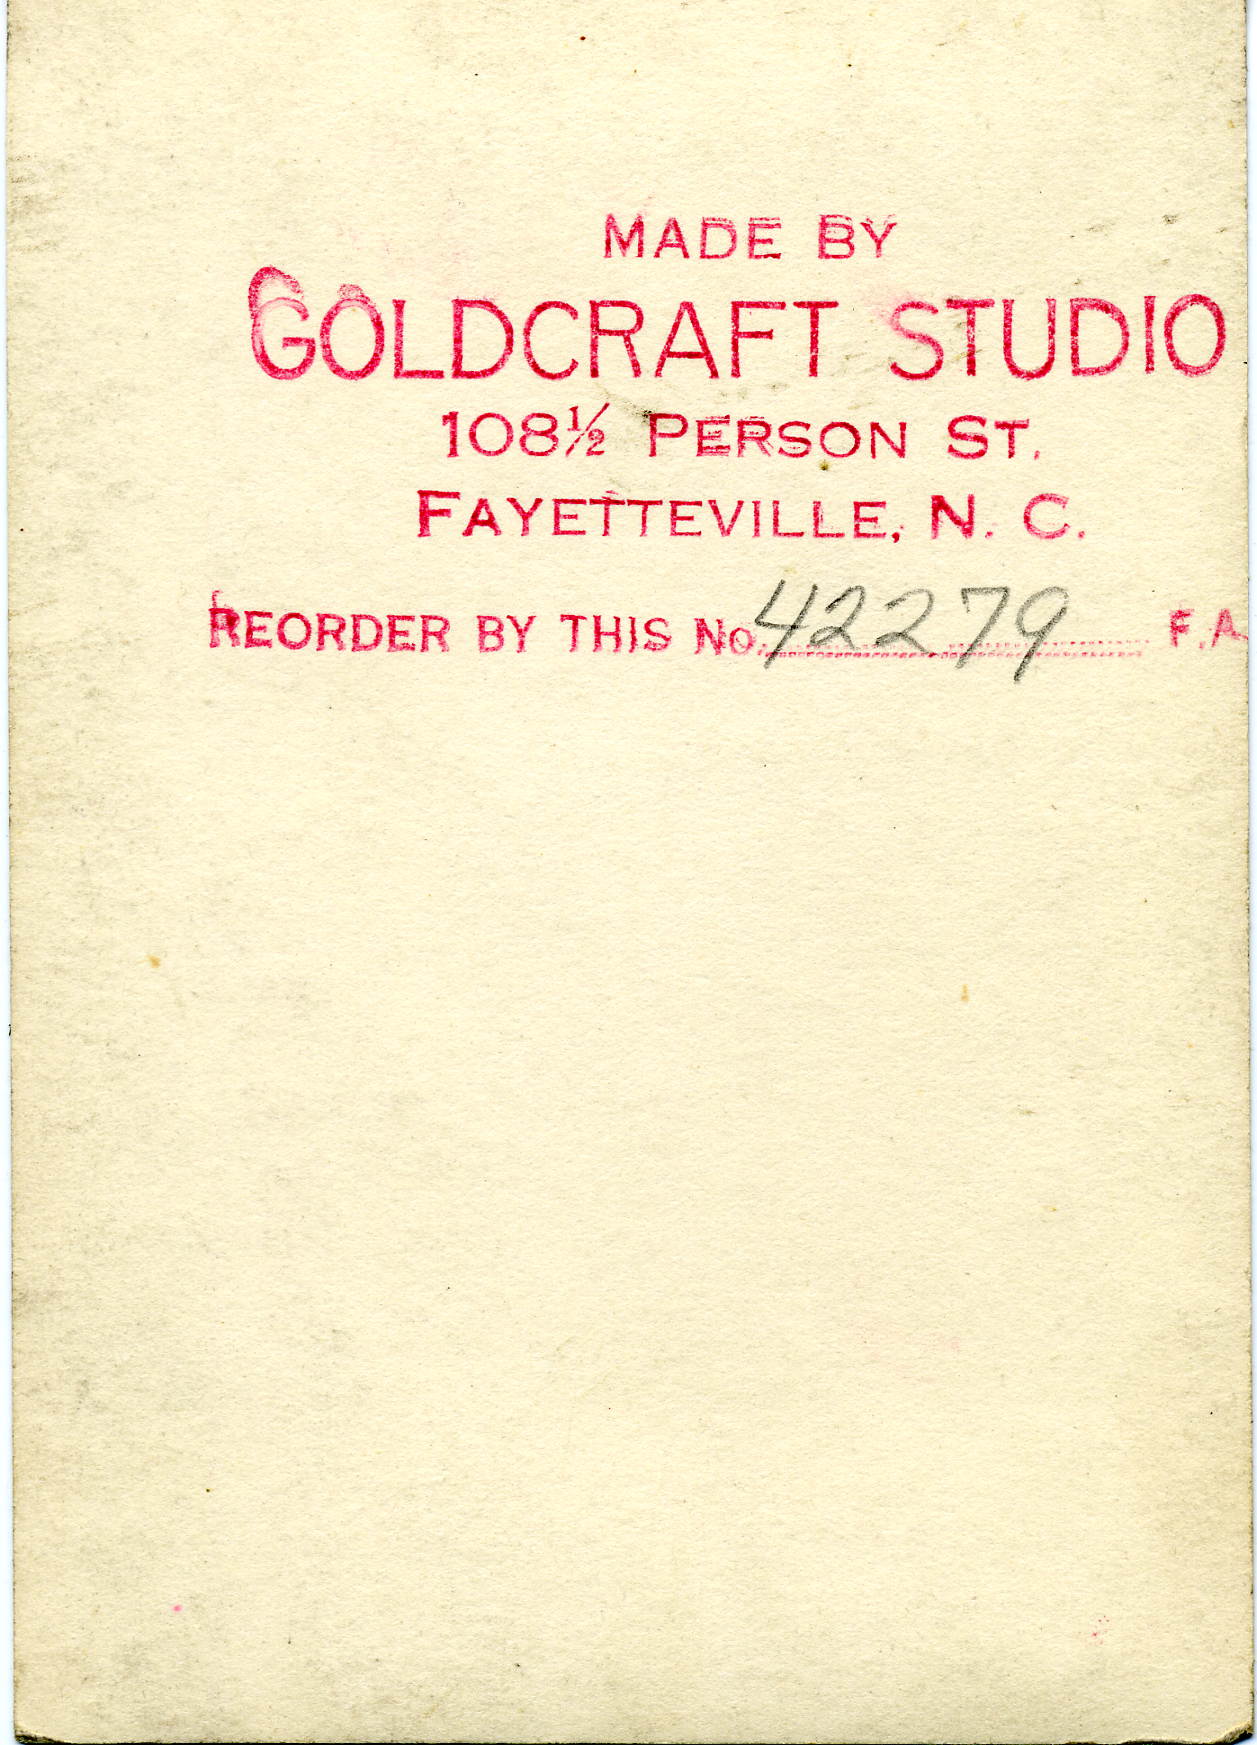 MADE BY
GOLDCRAFT STUDIO
108½ PERSON ST.
FAYETTEVILLE, N. C.
REORDER BY THIS No. 42279 F.A.